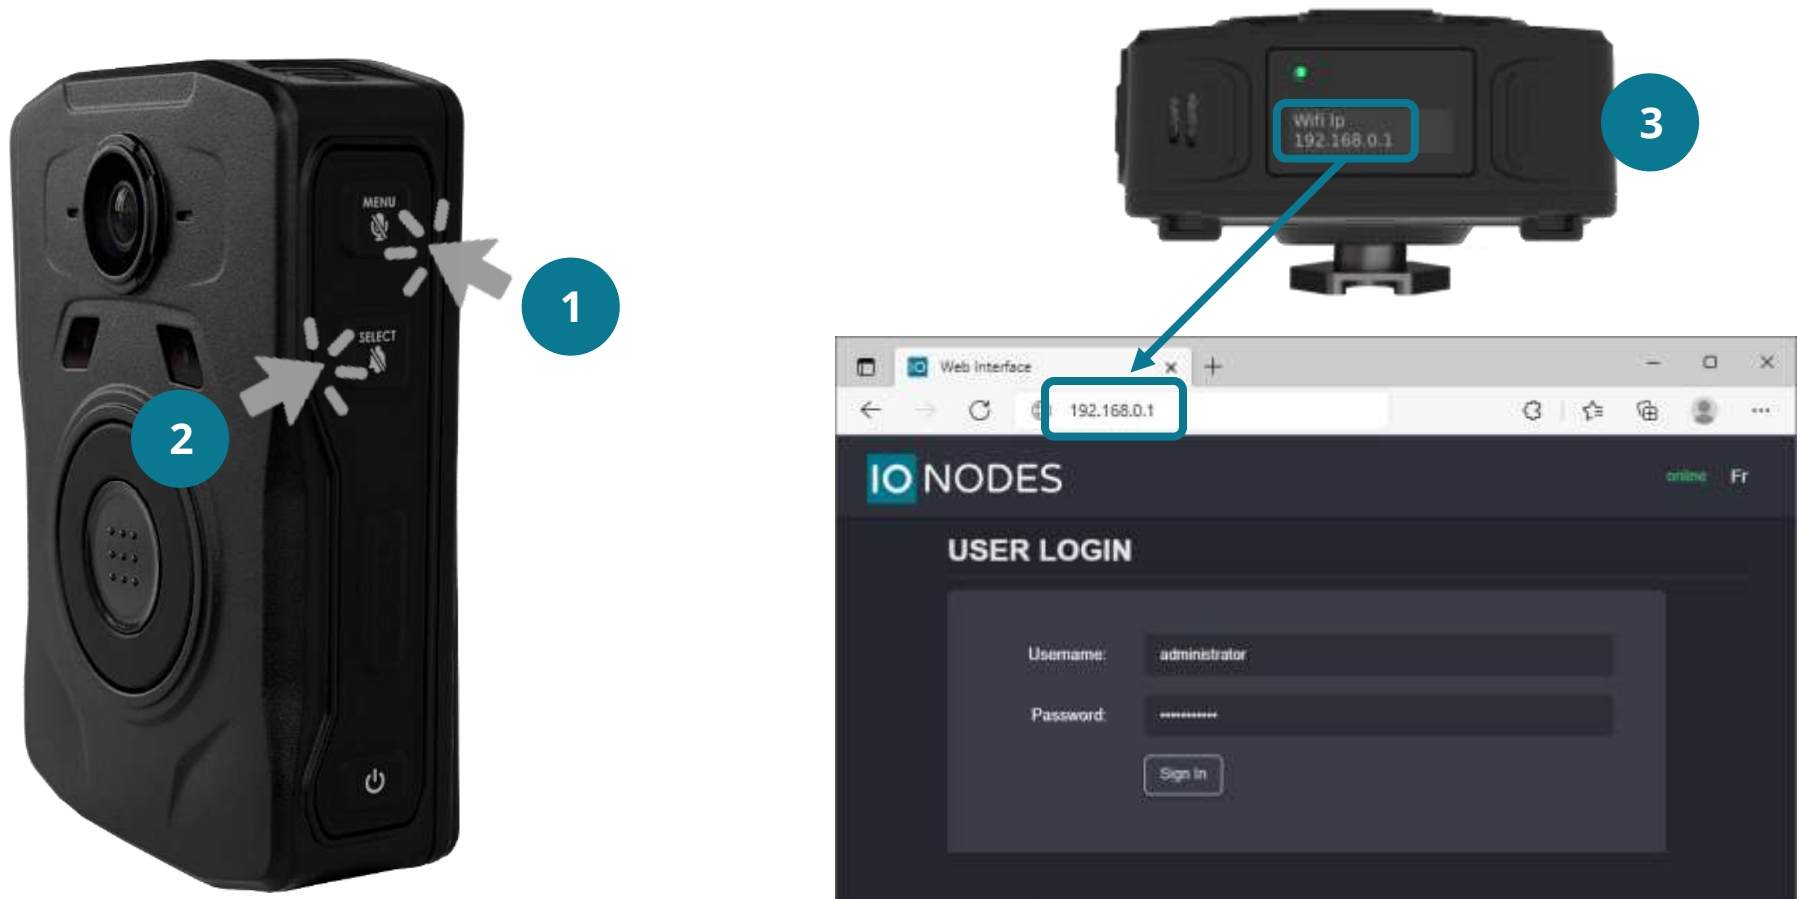 MENU
1
SELECT
2
Wifi Ip
192.168.0.1
3
Web Interface
192.168.0.1
IO NODES
online Fr
USER LOGIN
Username: administrator
Password: •••••••••••
Sign In